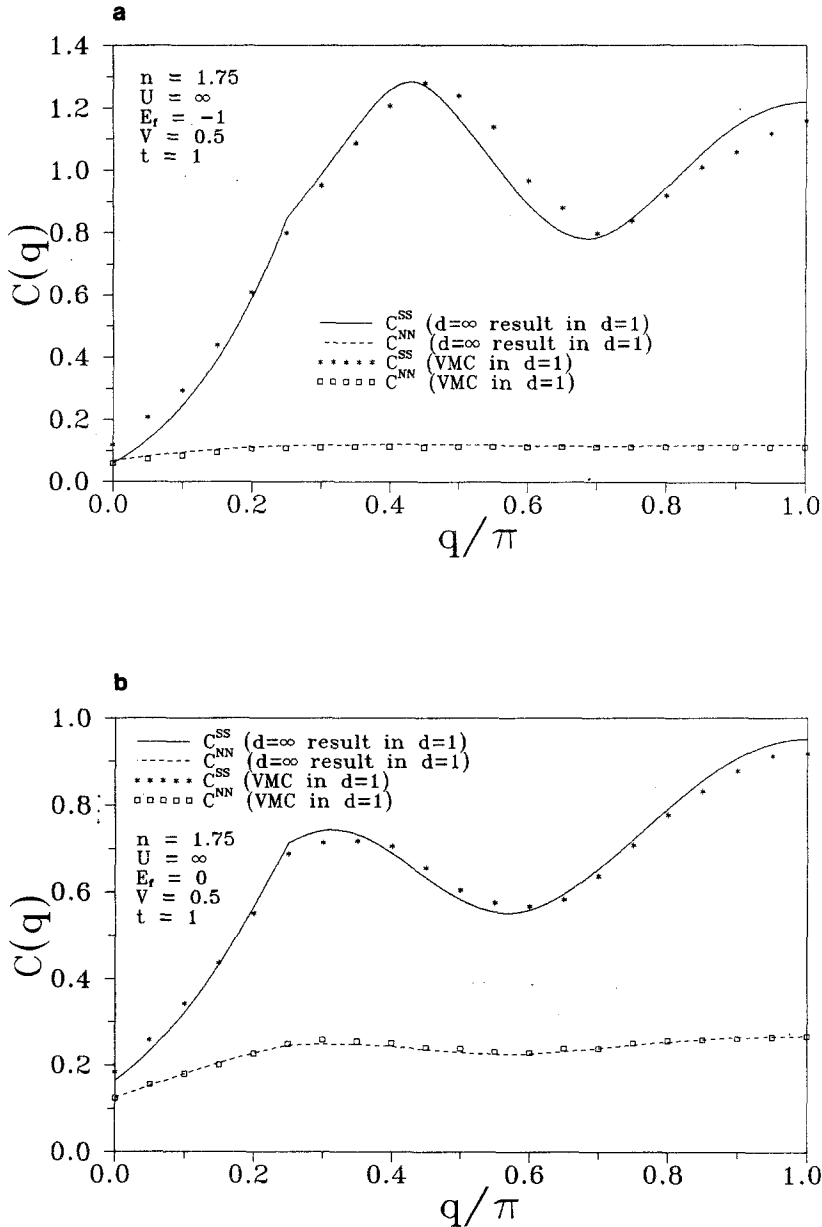 a
1.4
1.2
1.0
0.8
0.6
0.4
0.2
0.0
C(q)
n = 1.75
U = ∞
E_f = −1
V = 0.5
t = 1
C^SS (d=∞ result in d=1)
C^NN (d=∞ result in d=1)
C^SS (VMC in d=1)
C^NN (VMC in d=1)
0.0 0.2 0.4 0.6 0.8 1.0
q/π
b
1.0
0.8
0.6
0.4
0.2
0.0
C(q)
C^SS (d=∞ result in d=1)
C^NN (d=∞ result in d=1)
C^SS (VMC in d=1)
C^NN (VMC in d=1)
n = 1.75
U = ∞
E_f = 0
V = 0.5
t = 1
0.0 0.2 0.4 0.6 0.8 1.0
q/π